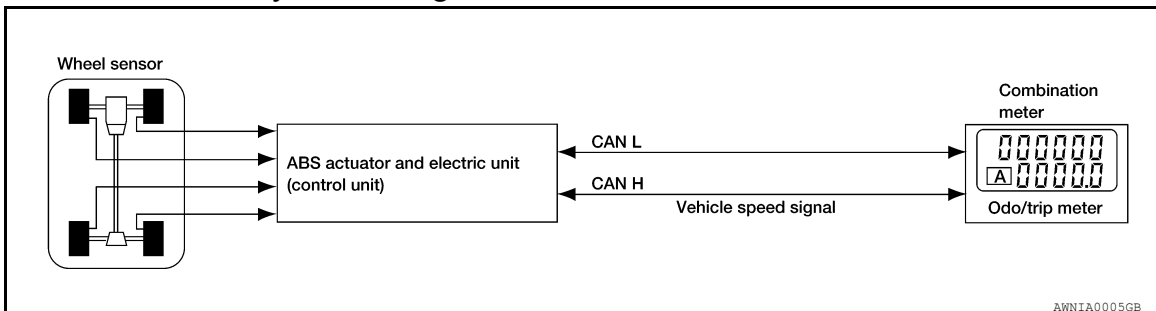 Wheel sensor
ABS actuator and electric unit
(control unit)
CAN L
CAN H
Vehicle speed signal
Combination
meter
000000
A 0000.0
Odo/trip meter
AWNIA0005GB